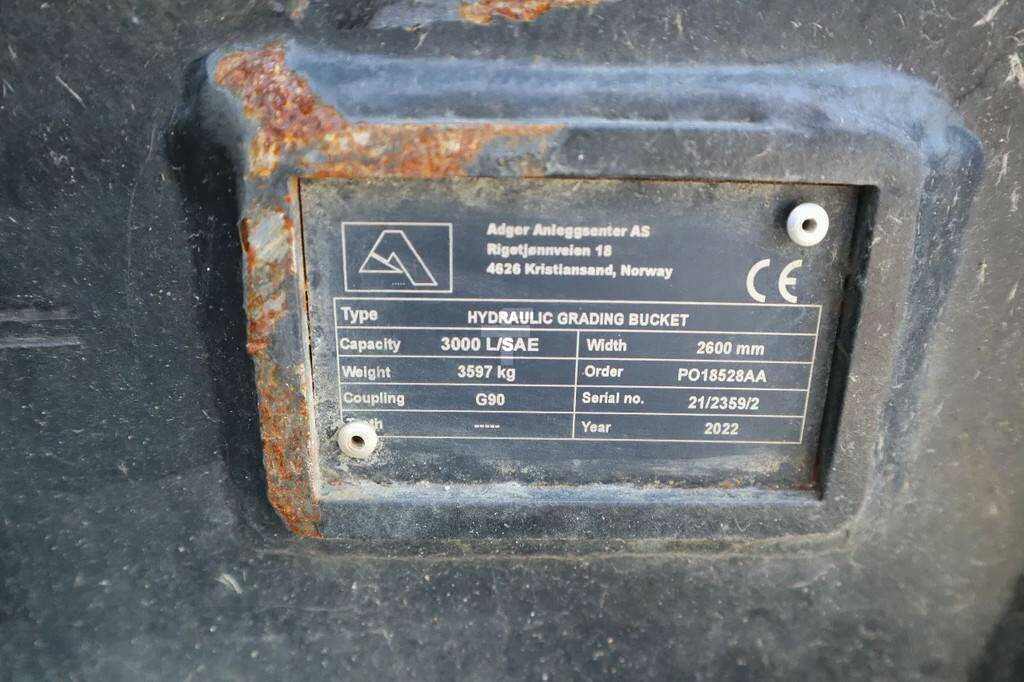 Adger Anleggsenter AS
Rigetjønnveien 18
4626 Kristiansand, Norway
CE
Type HYDRAULIC GRADING BUCKET
Capacity 3000 L/SAE Width 2600 mm
Weight 3597 kg Order PO18528AA
Coupling G90 Serial no. 21/2359/2
----- Year 2022